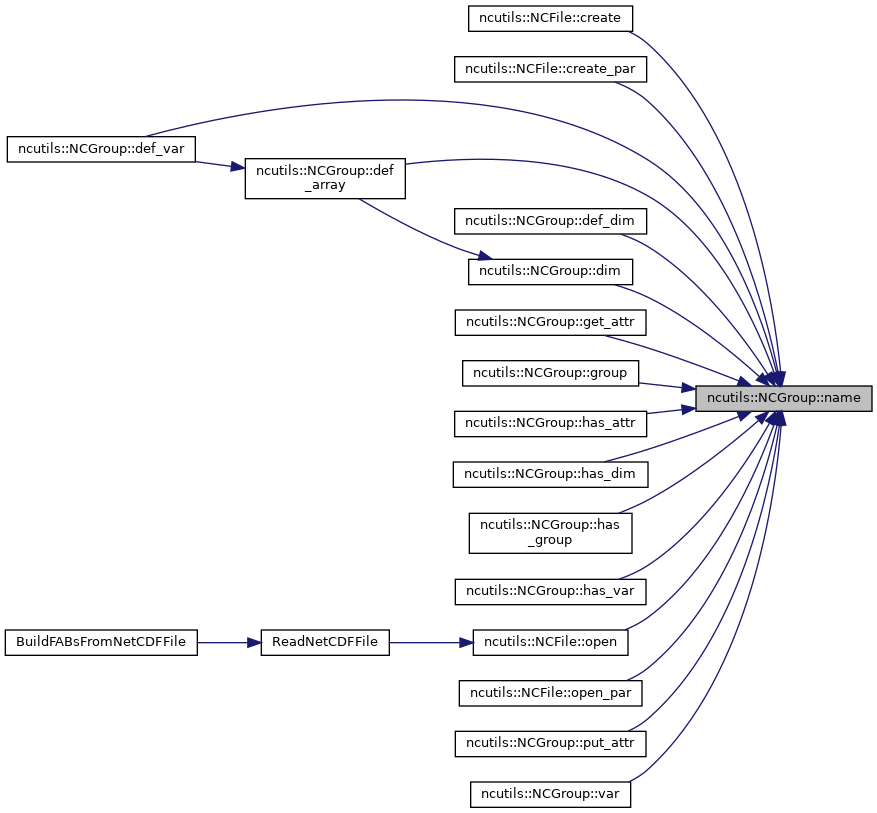 ncutils::NCFile::create
ncutils::NCFile::create_par
ncutils::NCGroup::def_var
ncutils::NCGroup::def
_array
ncutils::NCGroup::def_dim
ncutils::NCGroup::dim
ncutils::NCGroup::get_attr
ncutils::NCGroup::group
ncutils::NCGroup::name
ncutils::NCGroup::has_attr
ncutils::NCGroup::has_dim
ncutils::NCGroup::has
_group
ncutils::NCGroup::has_var
BuildFABsFromNetCDFFile
ReadNetCDFFile
ncutils::NCFile::open
ncutils::NCFile::open_par
ncutils::NCGroup::put_attr
ncutils::NCGroup::var